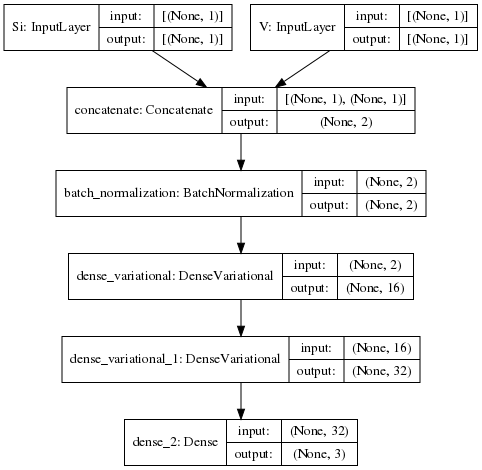 Si: InputLayer
input: [(None, 1)]
output: [(None, 1)]
V: InputLayer
input: [(None, 1)]
output: [(None, 1)]
concatenate: Concatenate
input: [(None, 1), (None, 1)]
output: (None, 2)
batch_normalization: BatchNormalization
input: (None, 2)
output: (None, 2)
dense_variational: DenseVariational
input: (None, 2)
output: (None, 16)
dense_variational_1: DenseVariational
input: (None, 16)
output: (None, 32)
dense_2: Dense
input: (None, 32)
output: (None, 3)